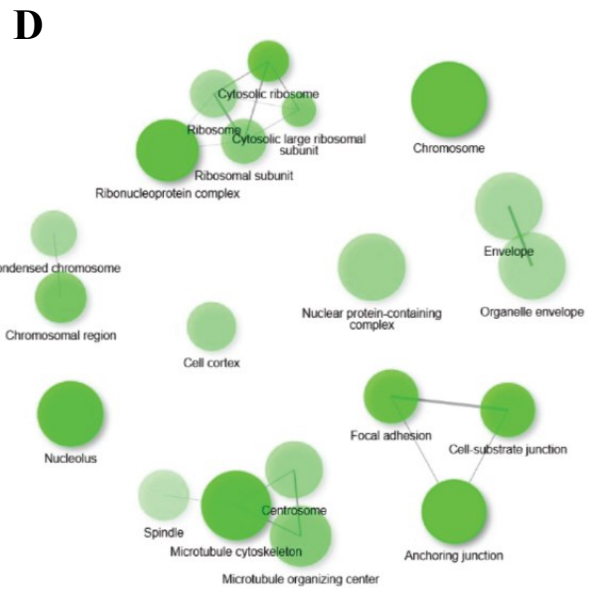 D
Cytosolic ribosome
Ribosome
Cytosolic large ribosomal
subunit
Ribosomal subunit
Ribonucleoprotein complex
Chromosome
ondensed chromosome
Chromosomal region
Envelope
Organelle envelope
Nuclear protein-containing
complex
Cell cortex
Nucleolus
Focal adhesion
Cell-substrate junction
Anchoring junction
Centrosome
Spindle
Microtubule cytoskeleton
Microtubule organizing center